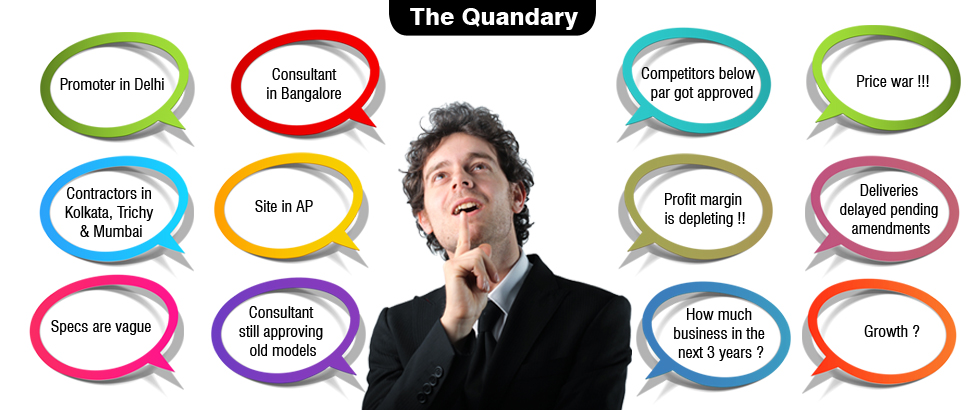 The Quandary
Promoter in Delhi
Consultant
in Bangalore
Competitors below
par got approved
Price war !!!
Contractors in
Kolkata, Trichy
& Mumbai
Site in AP
Profit margin
is depleting !!
Deliveries
delayed pending
amendments
Specs are vague
Consultant
still approving
old models
How much
business in the
next 3 years ?
Growth ?